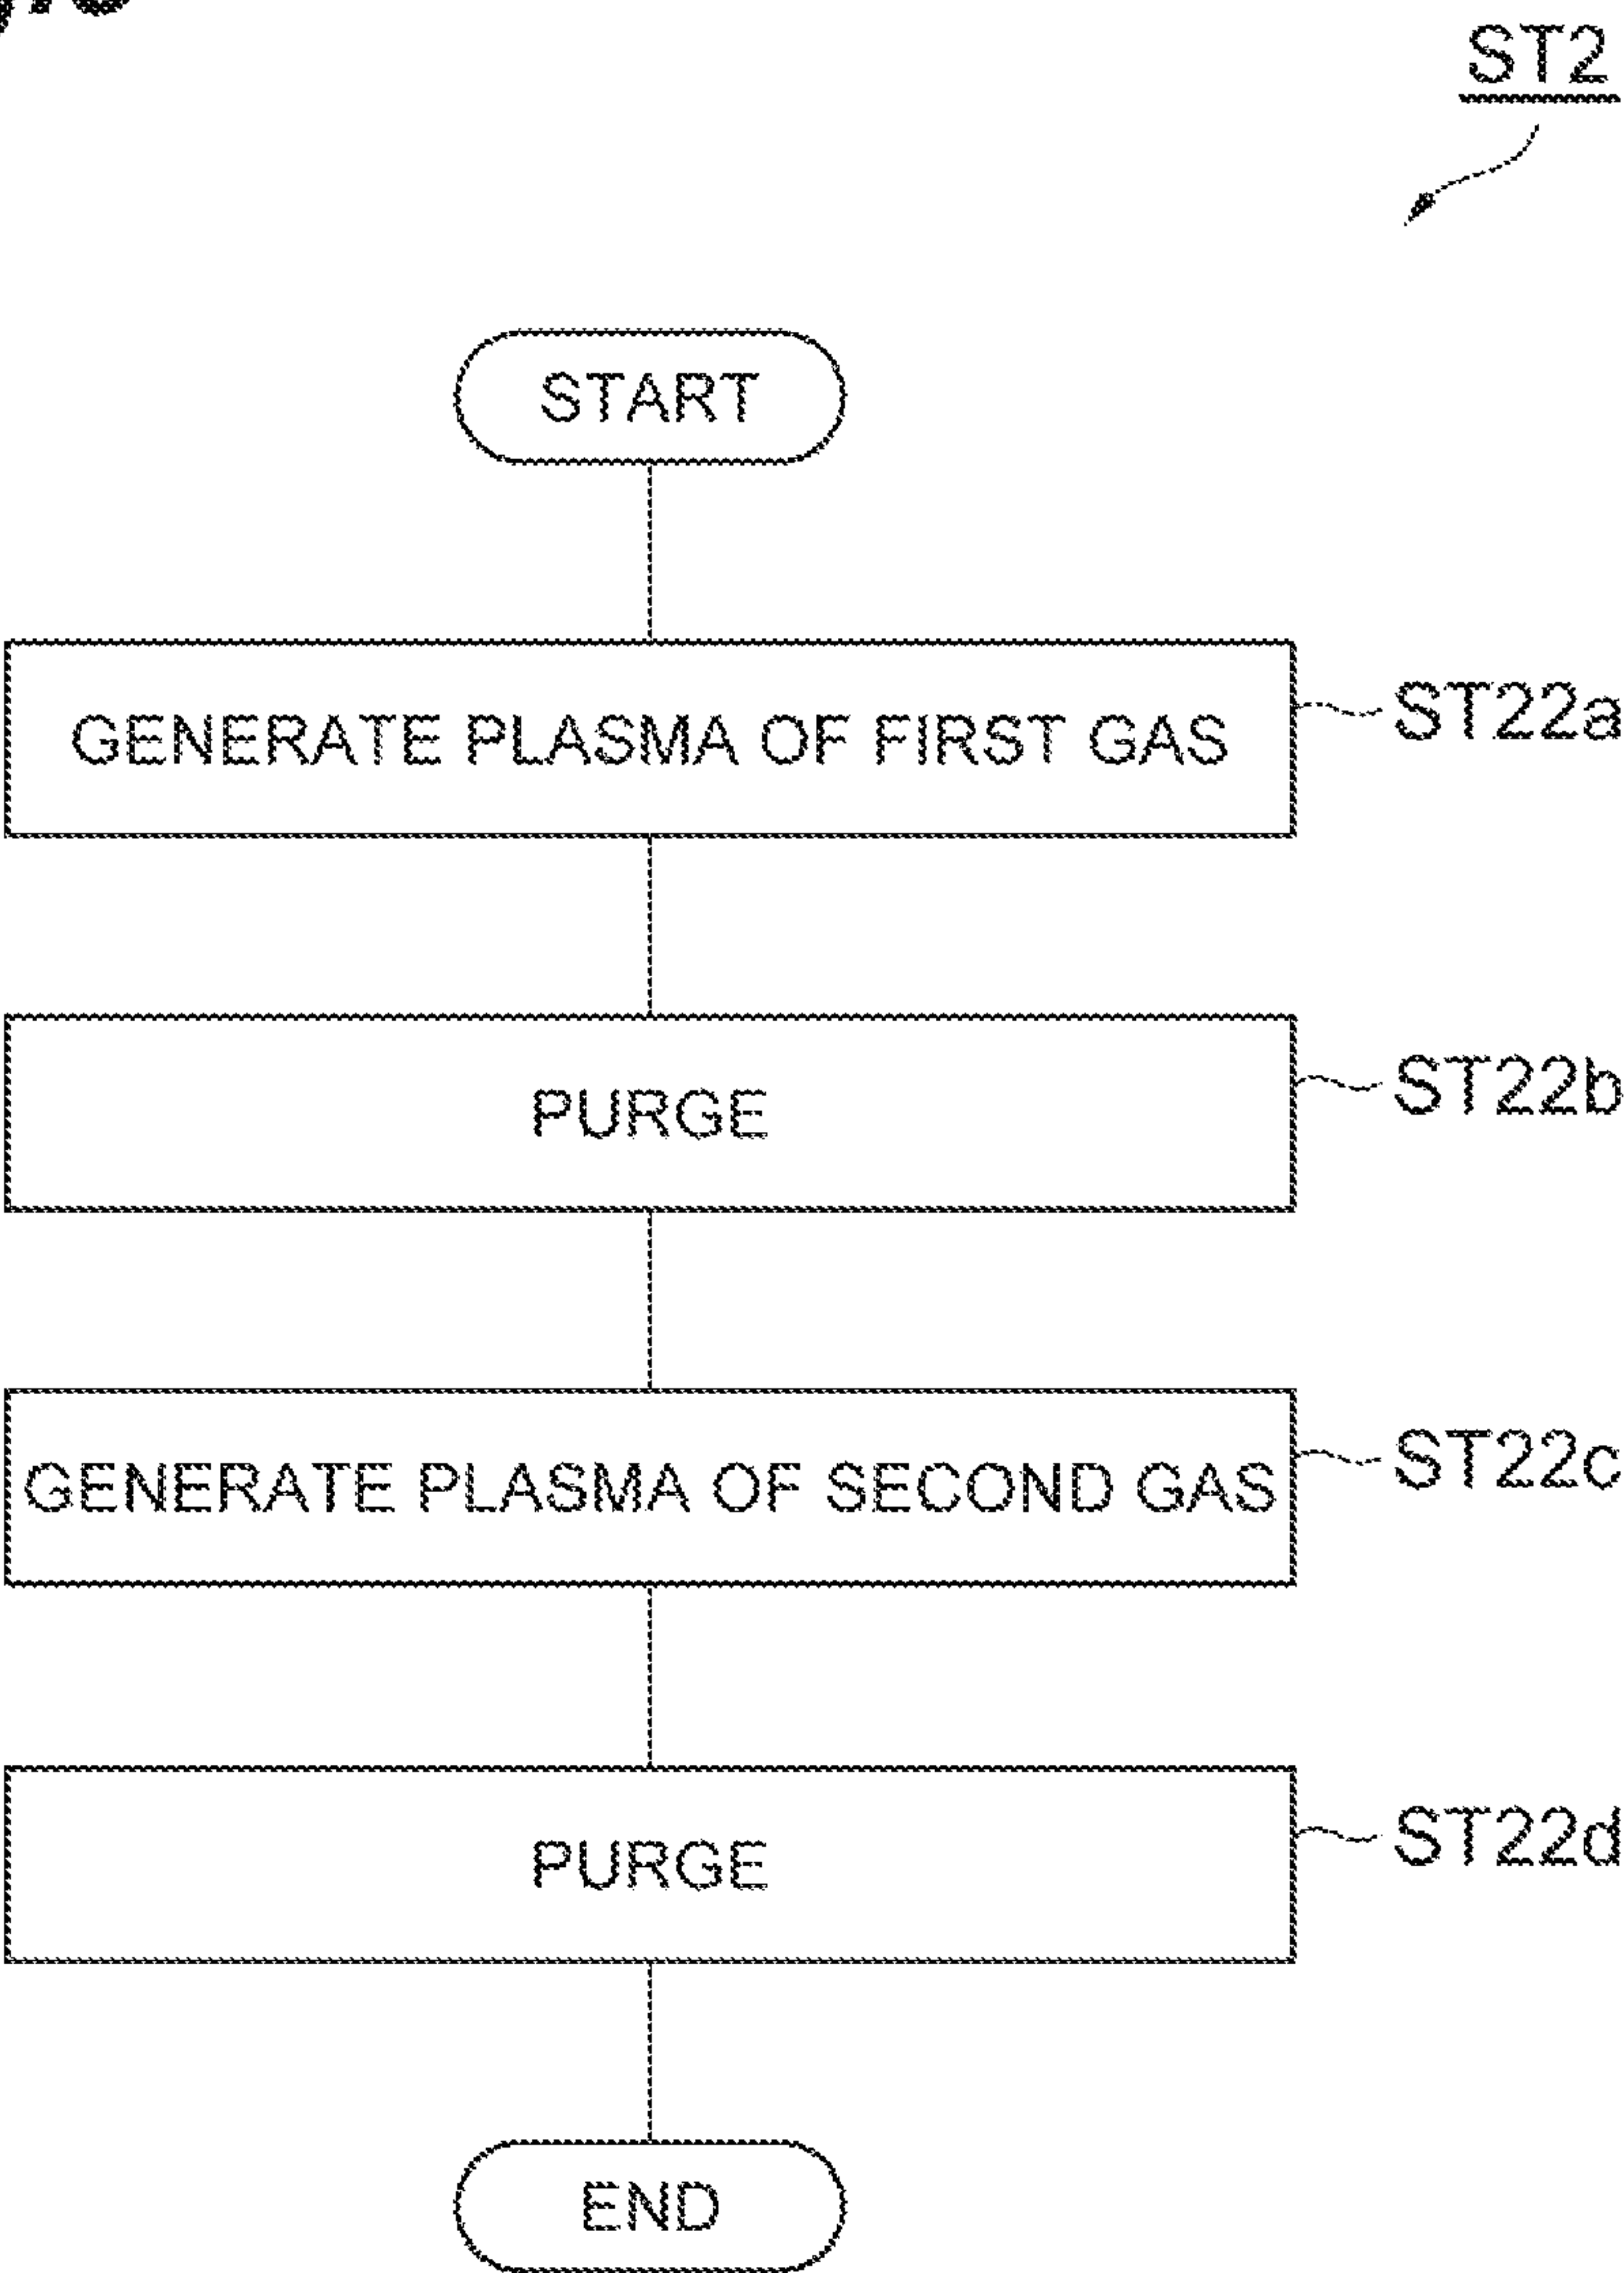 ST2
START
GENERATE PLASMA OF FIRST GAS
ST22a
PURGE
ST22b
GENERATE PLASMA OF SECOND GAS
ST22c
PURGE
ST22d
END